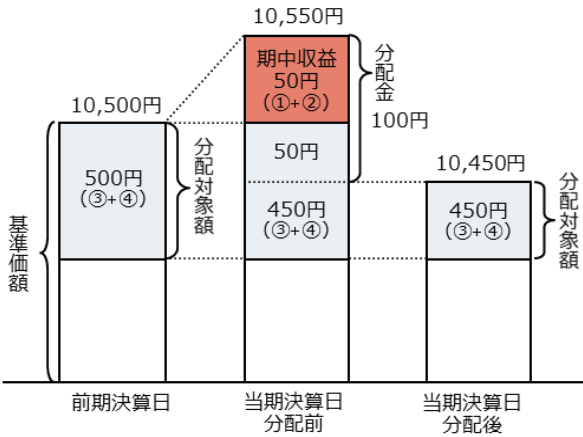 10,550円
期中収益
50円
(①+②)
分配金
100円
10,500円
500円
(③+④)
分配対象額
50円
450円
(③+④)
10,450円
450円
(③+④)
分配対象額
基準価額
前期決算日
当期決算日
分配前
当期決算日
分配後